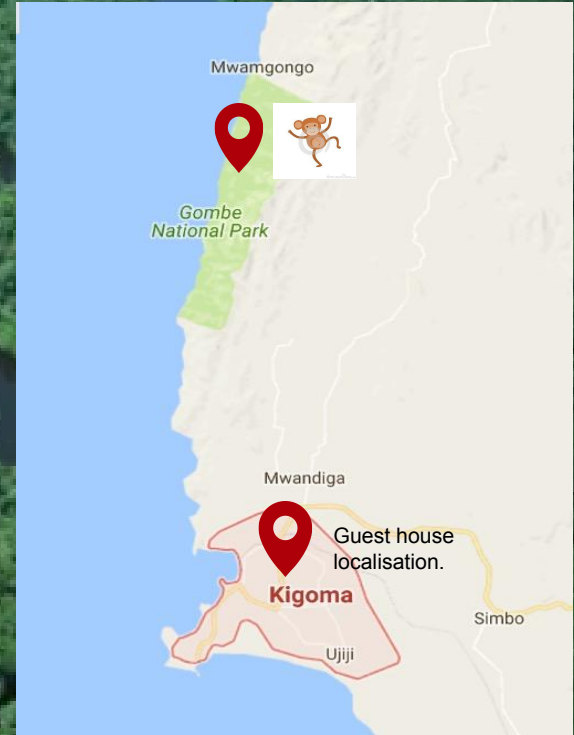 Mwamgongo
Gombe
National Park
Mwandiga
Guest house
localisation.
Kigoma
Simbo
Ujiji